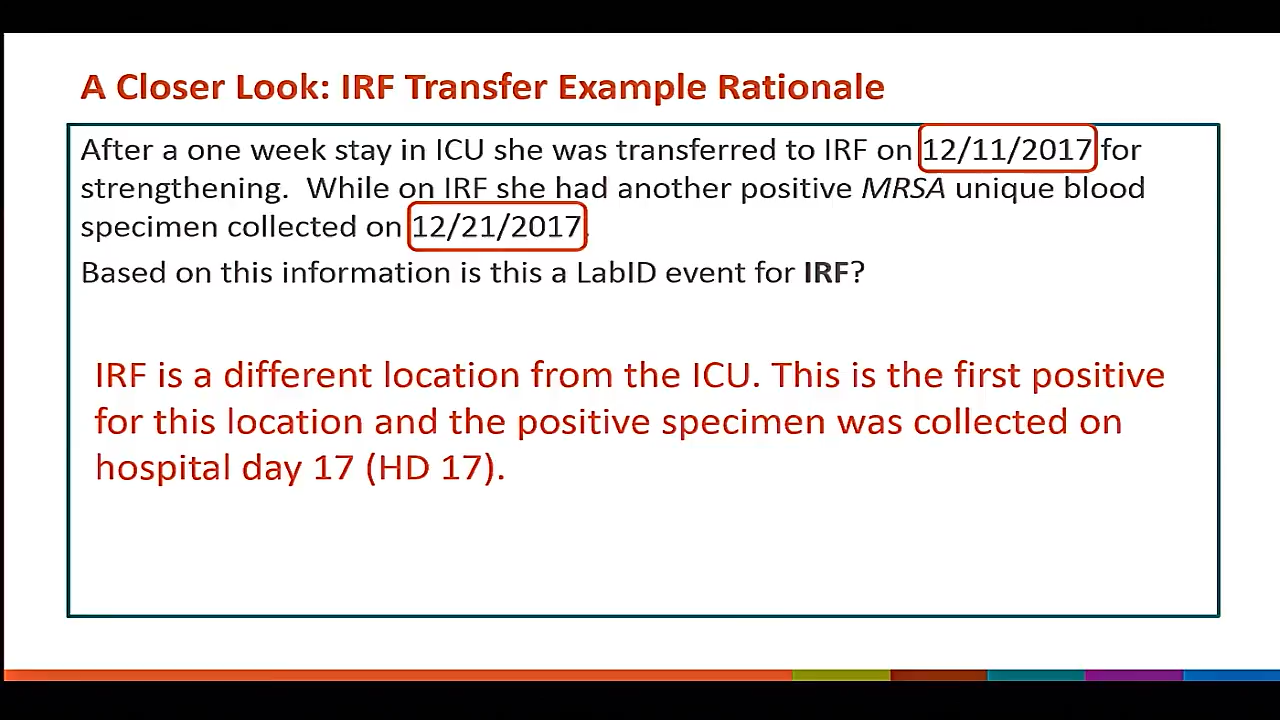 A Closer Look: IRF Transfer Example Rationale
After a one week stay in ICU she was transferred to IRF on 12/11/2017 for
strengthening. While on IRF she had another positive MRSA unique blood
specimen collected on 12/21/2017.
Based on this information is this a LabID event for IRF?
IRF is a different location from the ICU. This is the first positive
for this location and the positive specimen was collected on
hospital day 17 (HD 17).